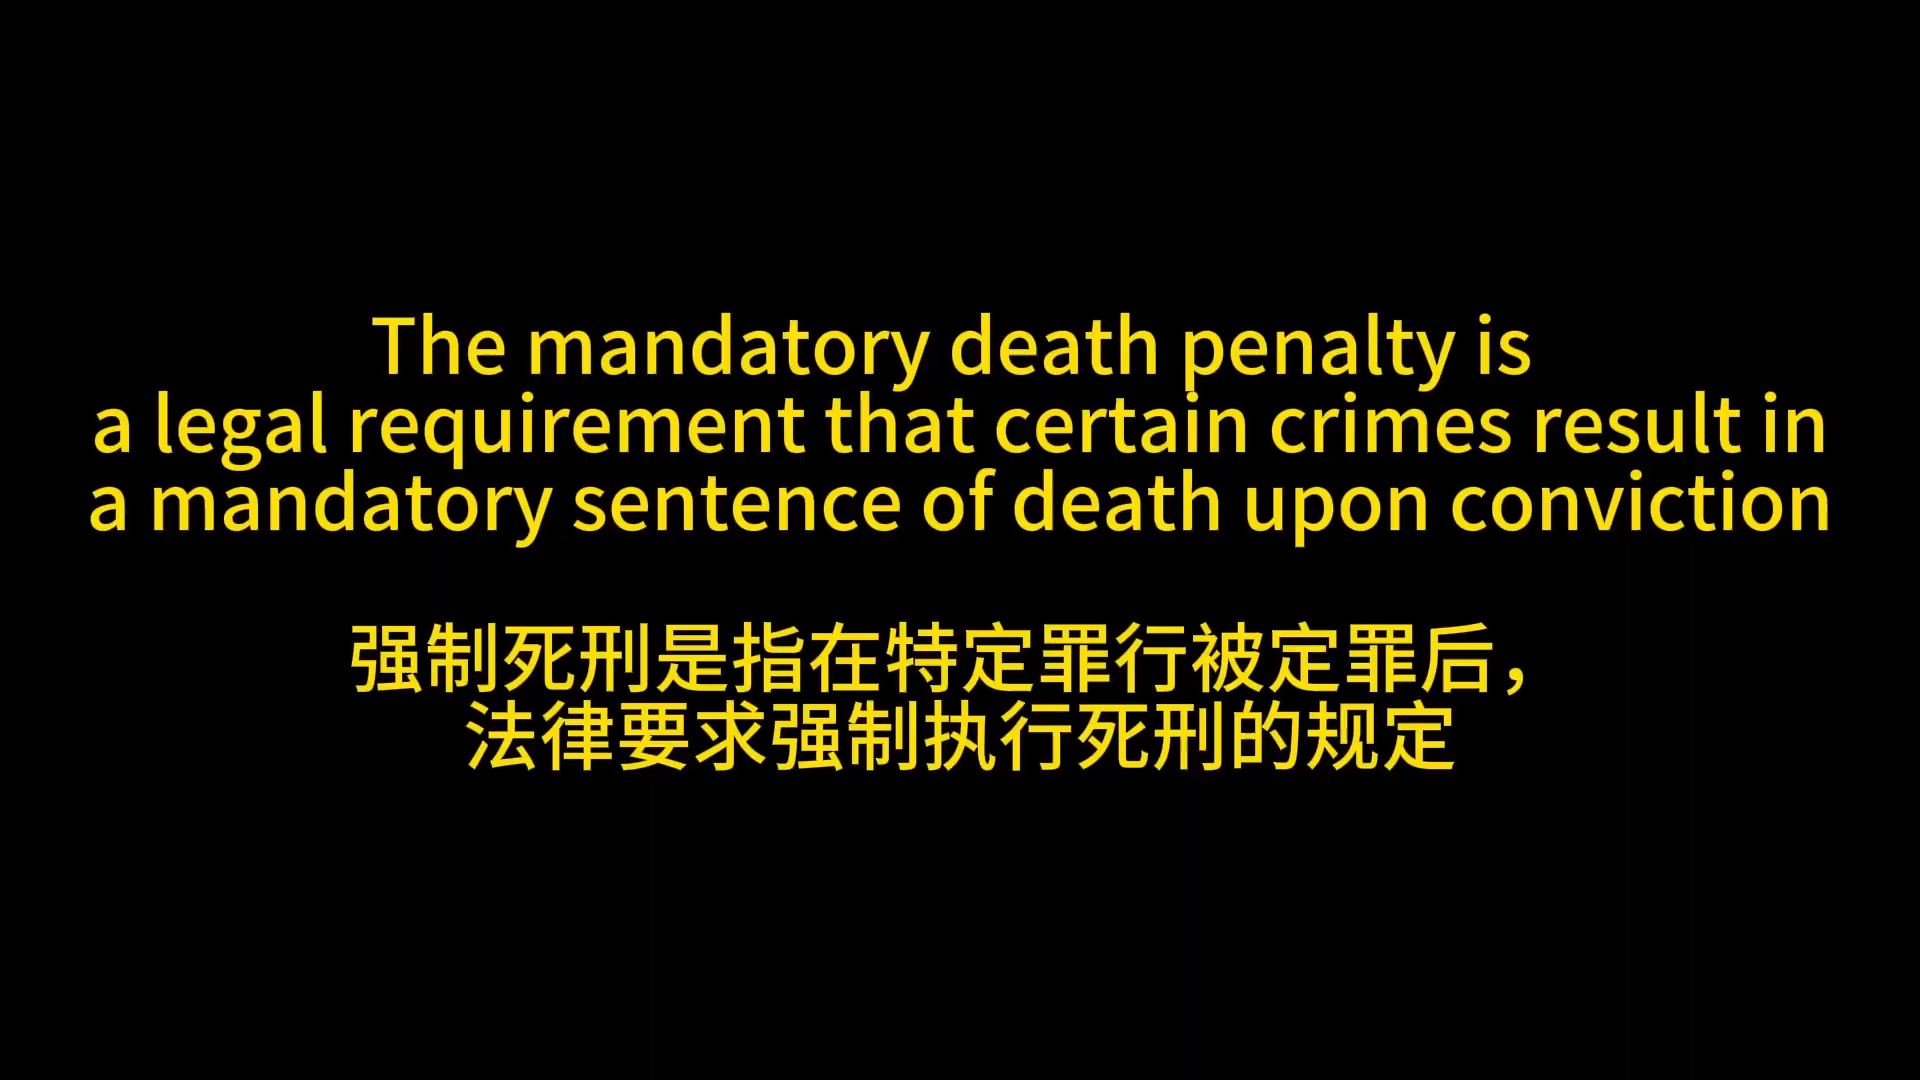 The mandatory death penalty is
a legal requirement that certain crimes result in
a mandatory sentence of death upon conviction
强制死刑是指在特定罪行被定罪后，
法律要求强制执行死刑的规定